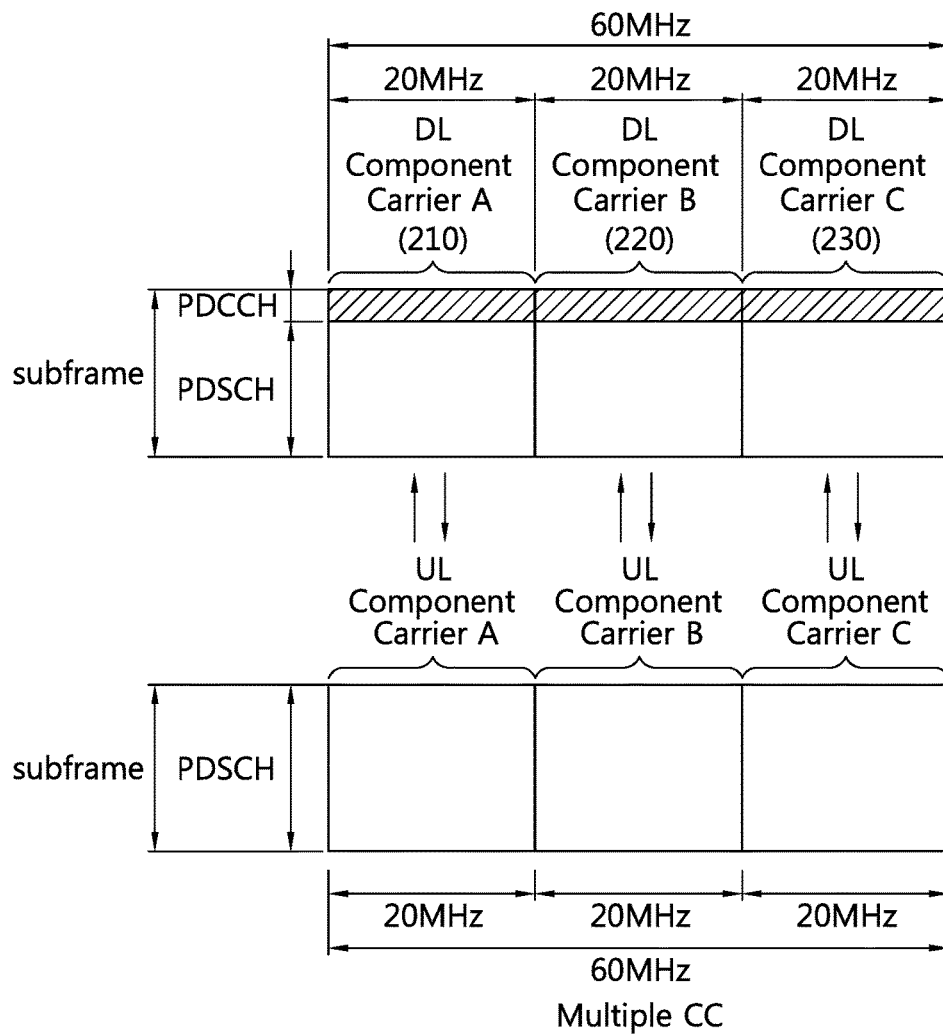 60MHz
20MHz 20MHz 20MHz
DL DL DL
Component Component Component
Carrier A Carrier B Carrier C
(210) (220) (230)
PDCCH
subframe PDSCH
UL UL UL
Component Component Component
Carrier A Carrier B Carrier C
subframe PDSCH
20MHz 20MHz 20MHz
60MHz
Multiple CC